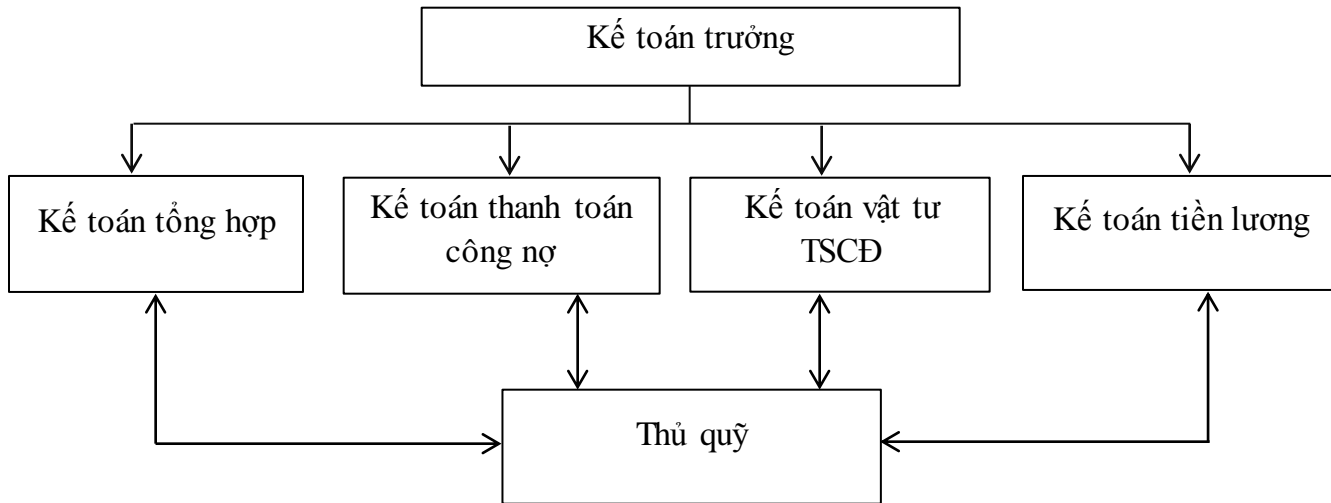 Kế toán trưởng
Kế toán tổng hợp
Kế toán thanh toán
công nợ
Kế toán vật tư
TSCĐ
Kế toán tiền lương
Thủ quỹ